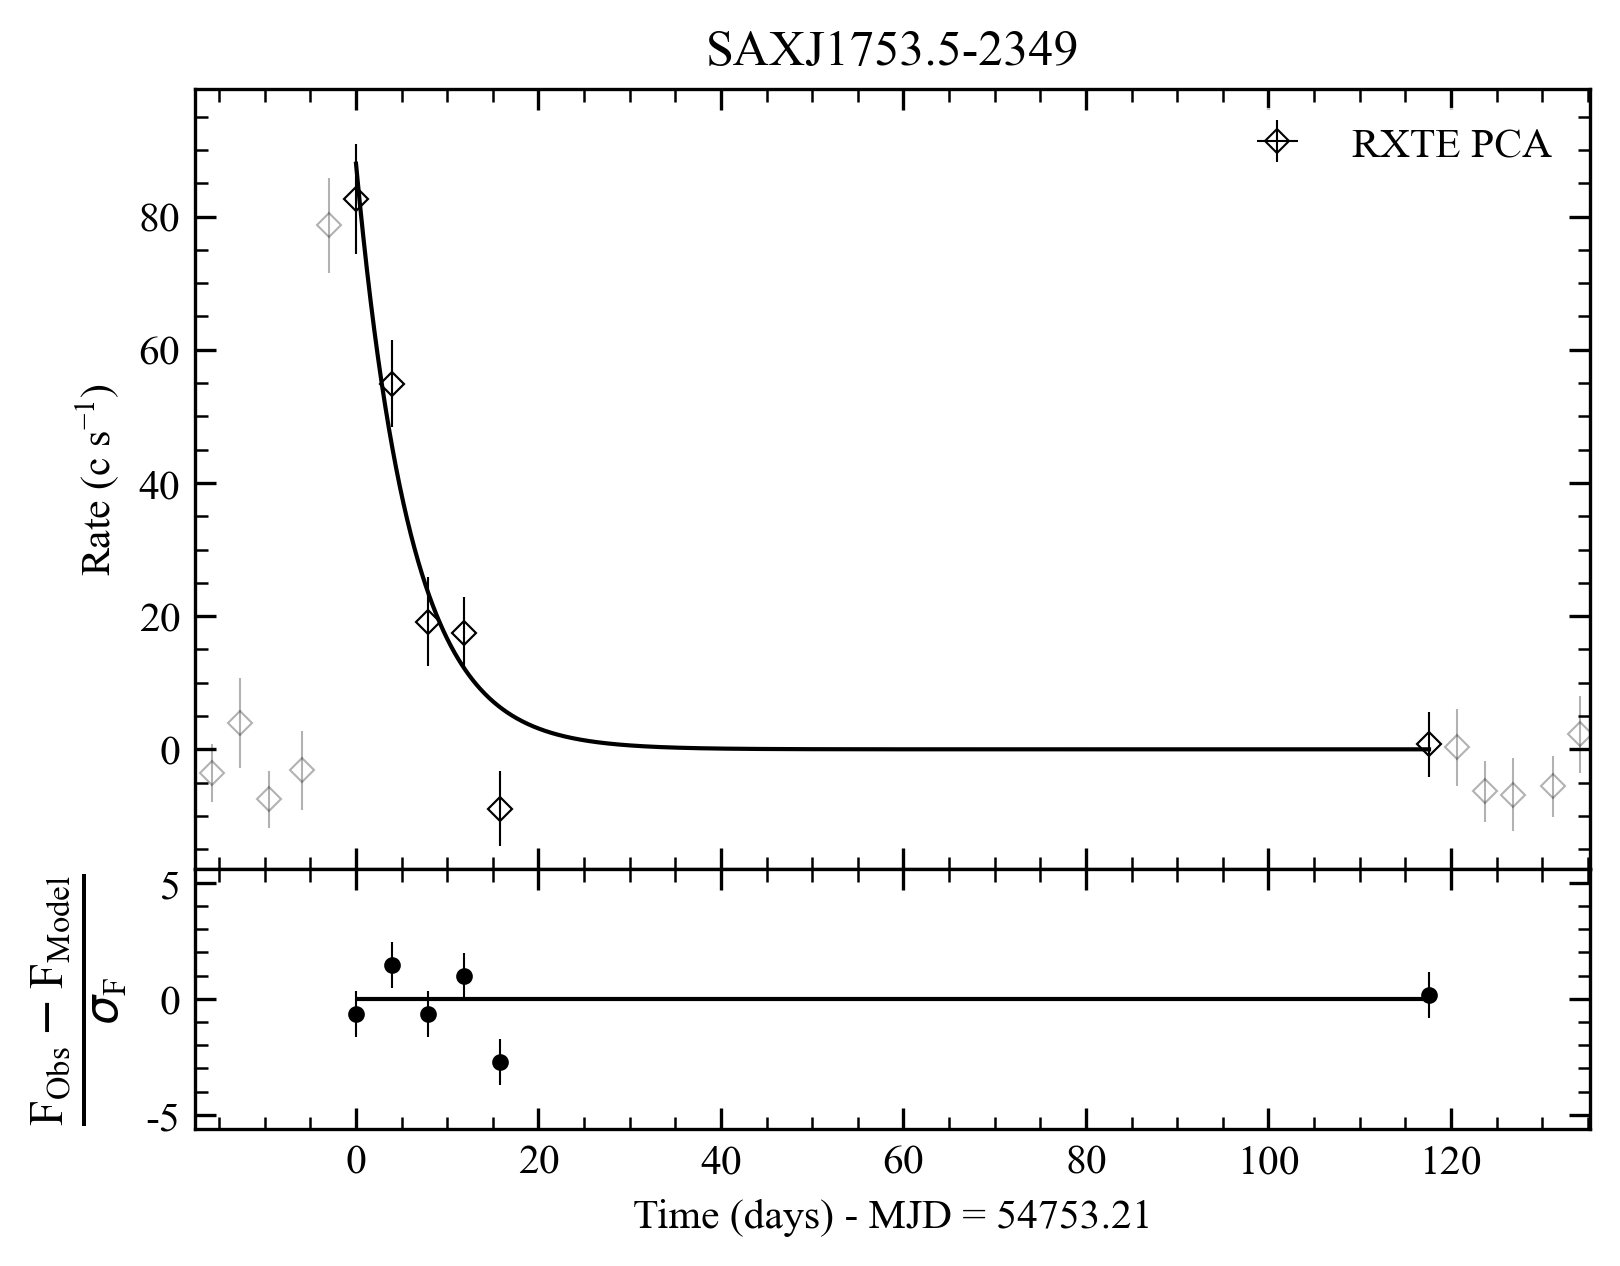 SAXJ1753.5-2349
RXTE PCA
80
60
40
20
0
Rate (c s⁻¹)
5
0
-5
F_Obs − F_Model
σ_F
0 20 40 60 80 100 120
Time (days) - MJD = 54753.21